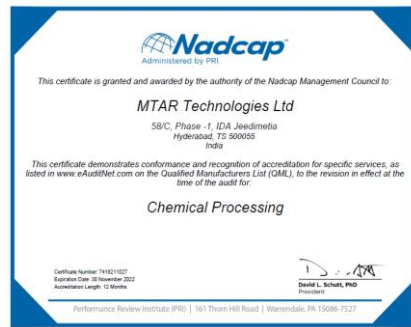 Nadcap
Administered by PRI
This certificate is granted and awarded by the authority of the Nadcap Management Council to:
MTAR Technologies Ltd
58/C, Phase -1, IDA Jeedimetla
Hyderabad, TS 500055
India
This certificate demonstrates conformance and recognition of accreditation for specific services, as
listed in www.eAuditNet.com on the Qualified Manufacturers List (QML), to the revision in effect at the
time of the audit for:
Chemical Processing
Certificate Number: 7416211027
Expiration Date: 30 November 2022
Accreditation Length: 12 Months
David L. Schutt, PhD
President
Performance Review Institute (PRI) | 161 Thorn Hill Road | Warrendale, PA 15086-7527